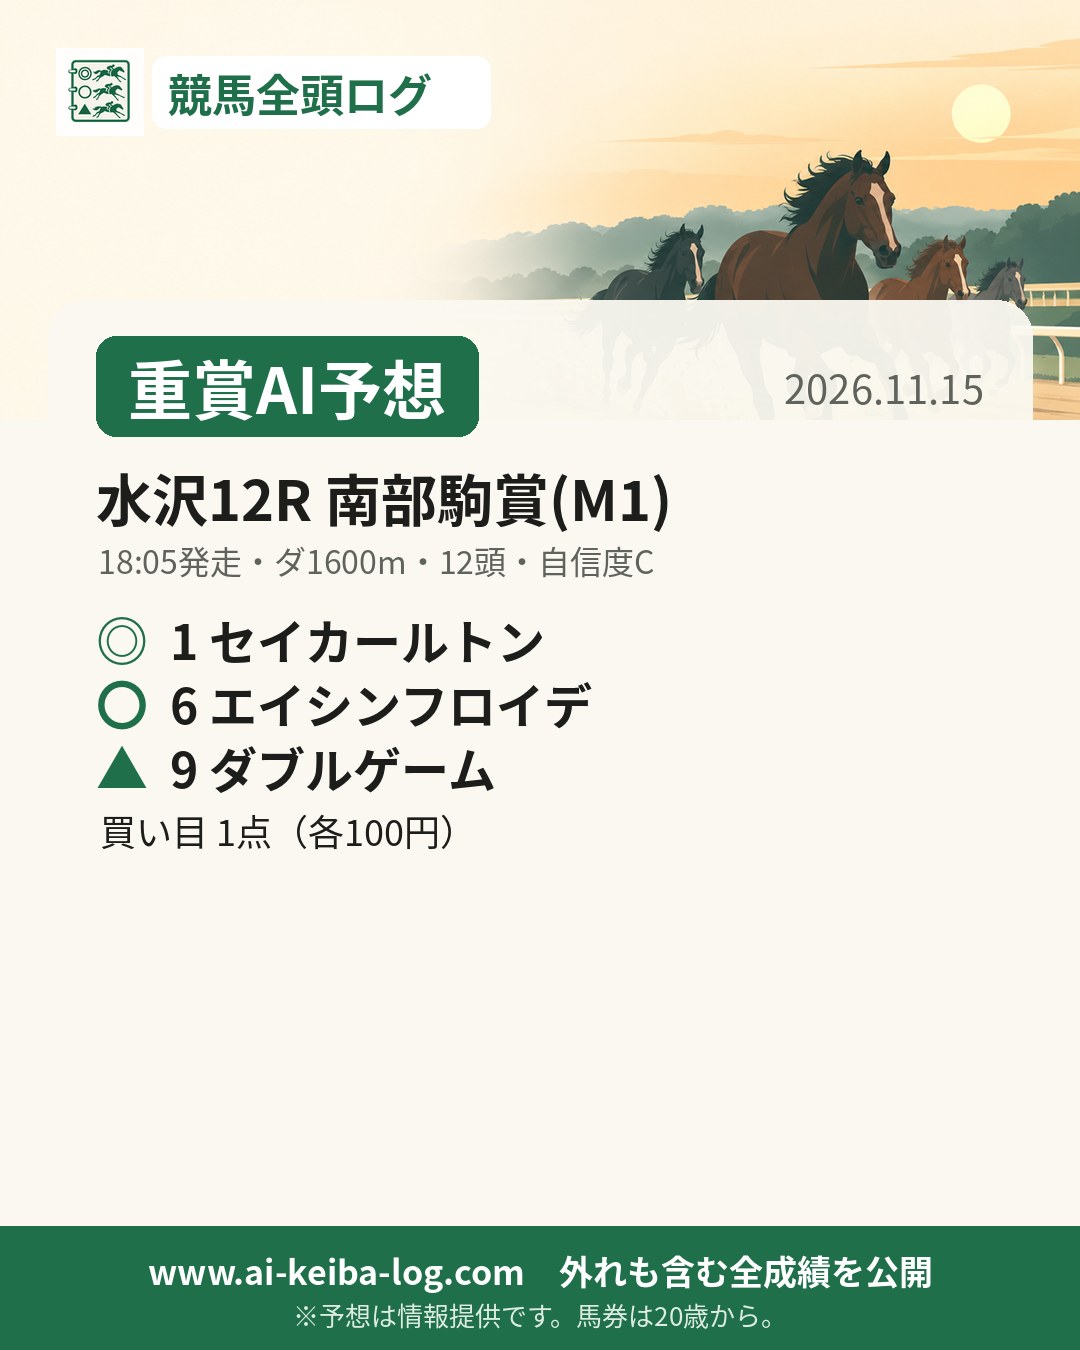 競馬全頭ログ
重賞AI予想
2026.11.15
水沢12R 南部駒賞(M1)
18:05発走・ダ1600m・12頭・自信度C
◎ 1 セイカールトン
○ 6 エイシンフロイデ
▲ 9 ダブルゲーム
買い目 1点（各100円）
www.ai-keiba-log.com 外れも含む全成績を公開
※予想は情報提供です。馬券は20歳から。